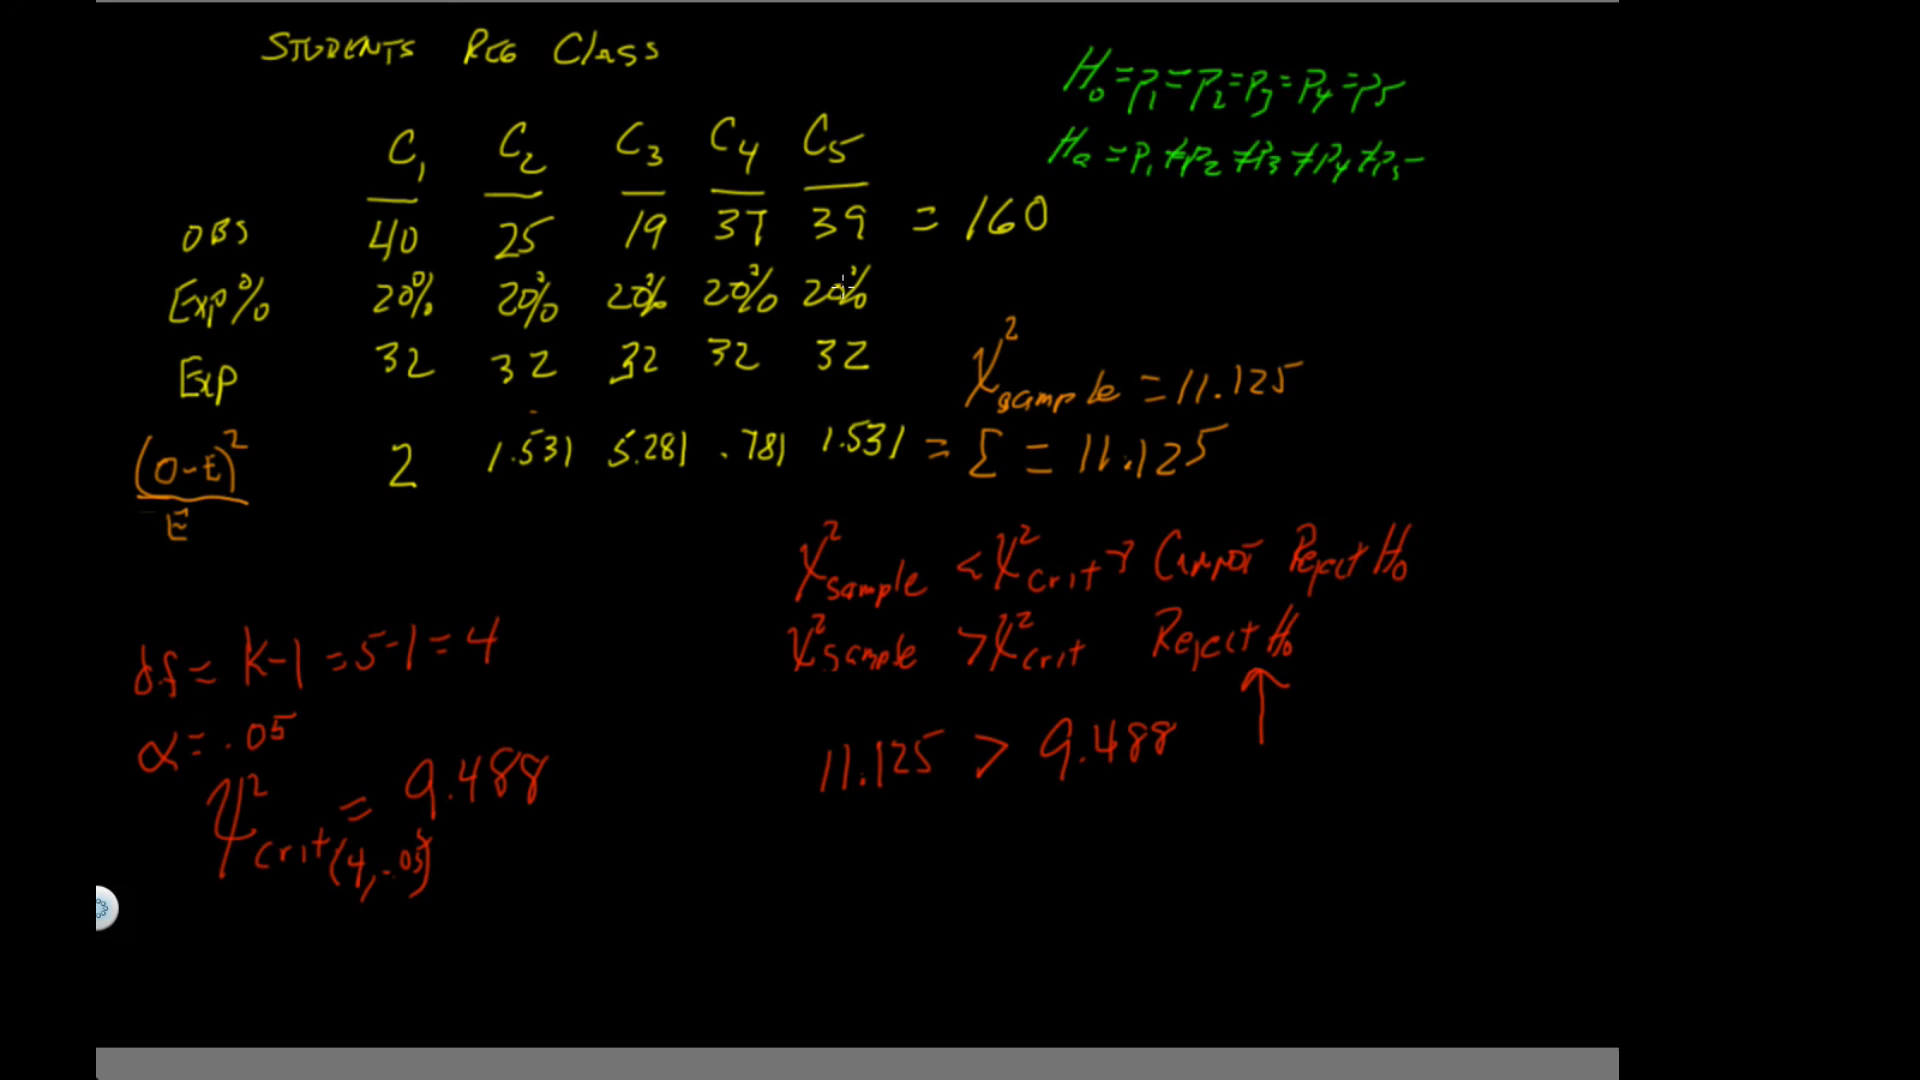 STUDENTS REG Class
H₀ = P₁ = P₂ = P₃ = P₄ = P5
Hₐ = P₁ ≠ P₂ ≠ P₃ ≠ P₄ ≠ P₅
C₁ C₂ C₃ C₄ C₅
OBS 40 25 19 37 39 = 160
Exp% 20% 20% 20% 20% 20%
Exp 32 32 32 32 32
χ²sample = 11.125
(O-E)²/E 2 1.531 5.281 .781 1.531 = Σ = 11.125
χ²sample < χ²crit Cannot Reject H₀
χ²sample > χ²crit Reject H₀
df = k-1 = 5-1 = 4
α = .05
11.125 > 9.488
χ²crit(4, .05) = 9.488